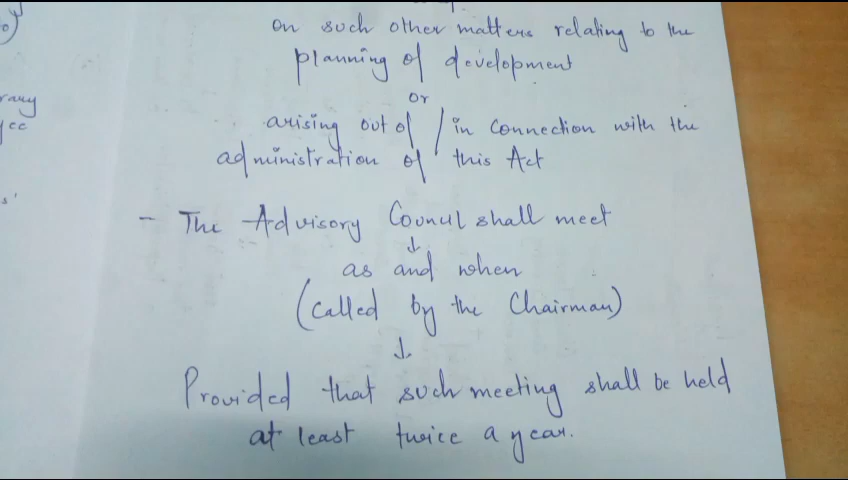 on such other matters relating to the
planning of development
or
arising out of / in connection with the
administration of this Act
- The Advisory Council shall meet
↓
as and when
(called by the Chairman)
↓
Provided that such meeting shall be held
at least twice a year.